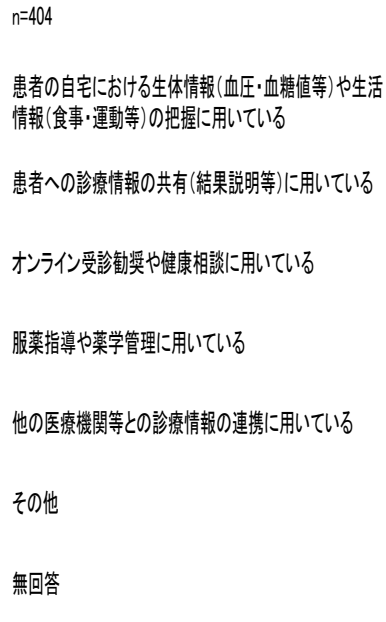 n=404
患者の自宅における生体情報(血圧・血糖値等)や生活
情報(食事・運動等)の把握に用いている
患者への診療情報の共有(結果説明等)に用いている
オンライン受診勧奨や健康相談に用いている
服薬指導や薬学管理に用いている
他の医療機関等との診療情報の連携に用いている
その他
無回答